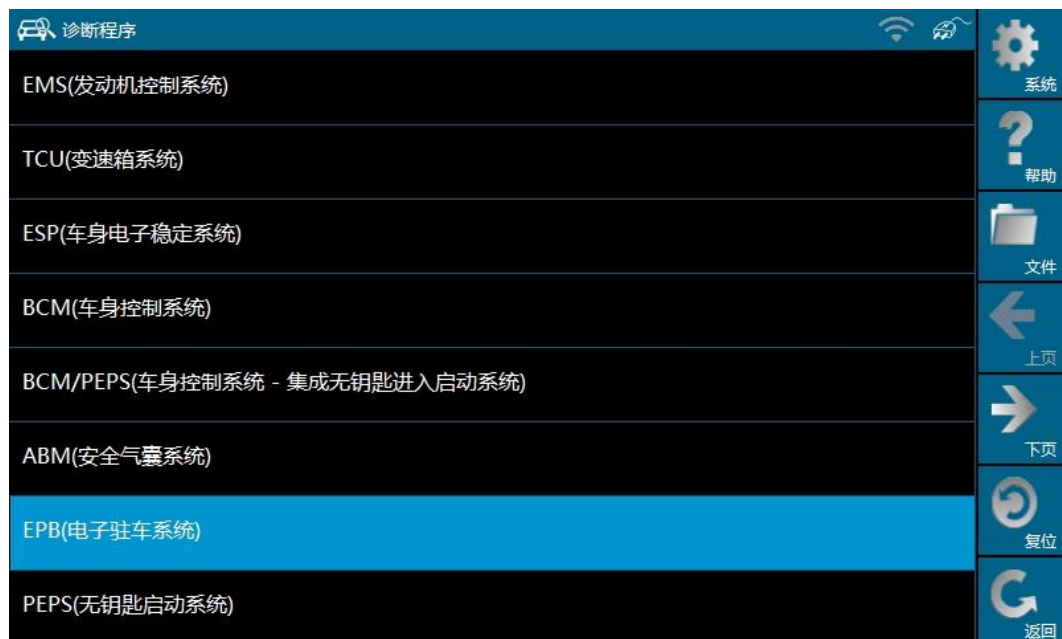 诊断程序
EMS(发动机控制系统)
TCU(变速箱系统)
ESP(车身电子稳定系统)
BCM(车身控制系统)
BCM/PEPS(车身控制系统 - 集成无钥匙进入启动系统)
ABM(安全气囊系统)
EPB(电子驻车系统)
PEPS(无钥匙启动系统)
系统
帮助
文件
上页
下页
复位
返回